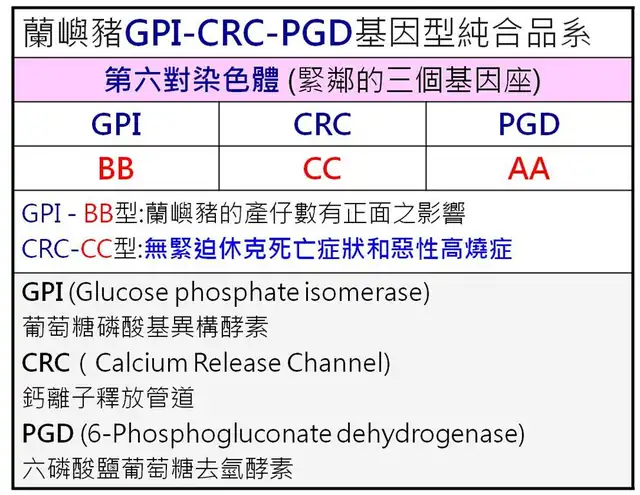 蘭嶼豬GPI-CRC-PGD基因型純合品系
第六對染色體 (緊鄰的三個基因座)
GPI CRC PGD
BB CC AA
GPI - BB型:蘭嶼豬的產仔數有正面之影響
CRC-CC型:無緊迫休克死亡症狀和惡性高燒症
GPI (Glucose phosphate isomerase)
葡萄糖磷酸基異構酵素
CRC ( Calcium Release Channel)
鈣離子釋放管道
PGD (6-Phosphogluconate dehydrogenase)
六磷酸鹽葡萄糖去氫酵素